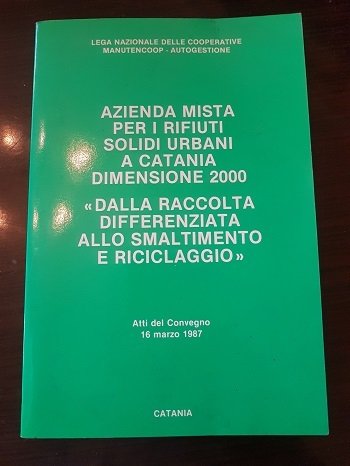 LEGA NAZIONALE DELLE COOPERATIVE
MANUTENCOOP - AUTOGESTIONE
AZIENDA MISTA
PER I RIFIUTI
SOLIDI URBANI
A CATANIA
DIMENSIONE 2000
«DALLA RACCOLTA
DIFFERENZIATA
ALLO SMALTIMENTO
E RICICLAGGIO»
Atti del Convegno
16 marzo 1987
CATANIA